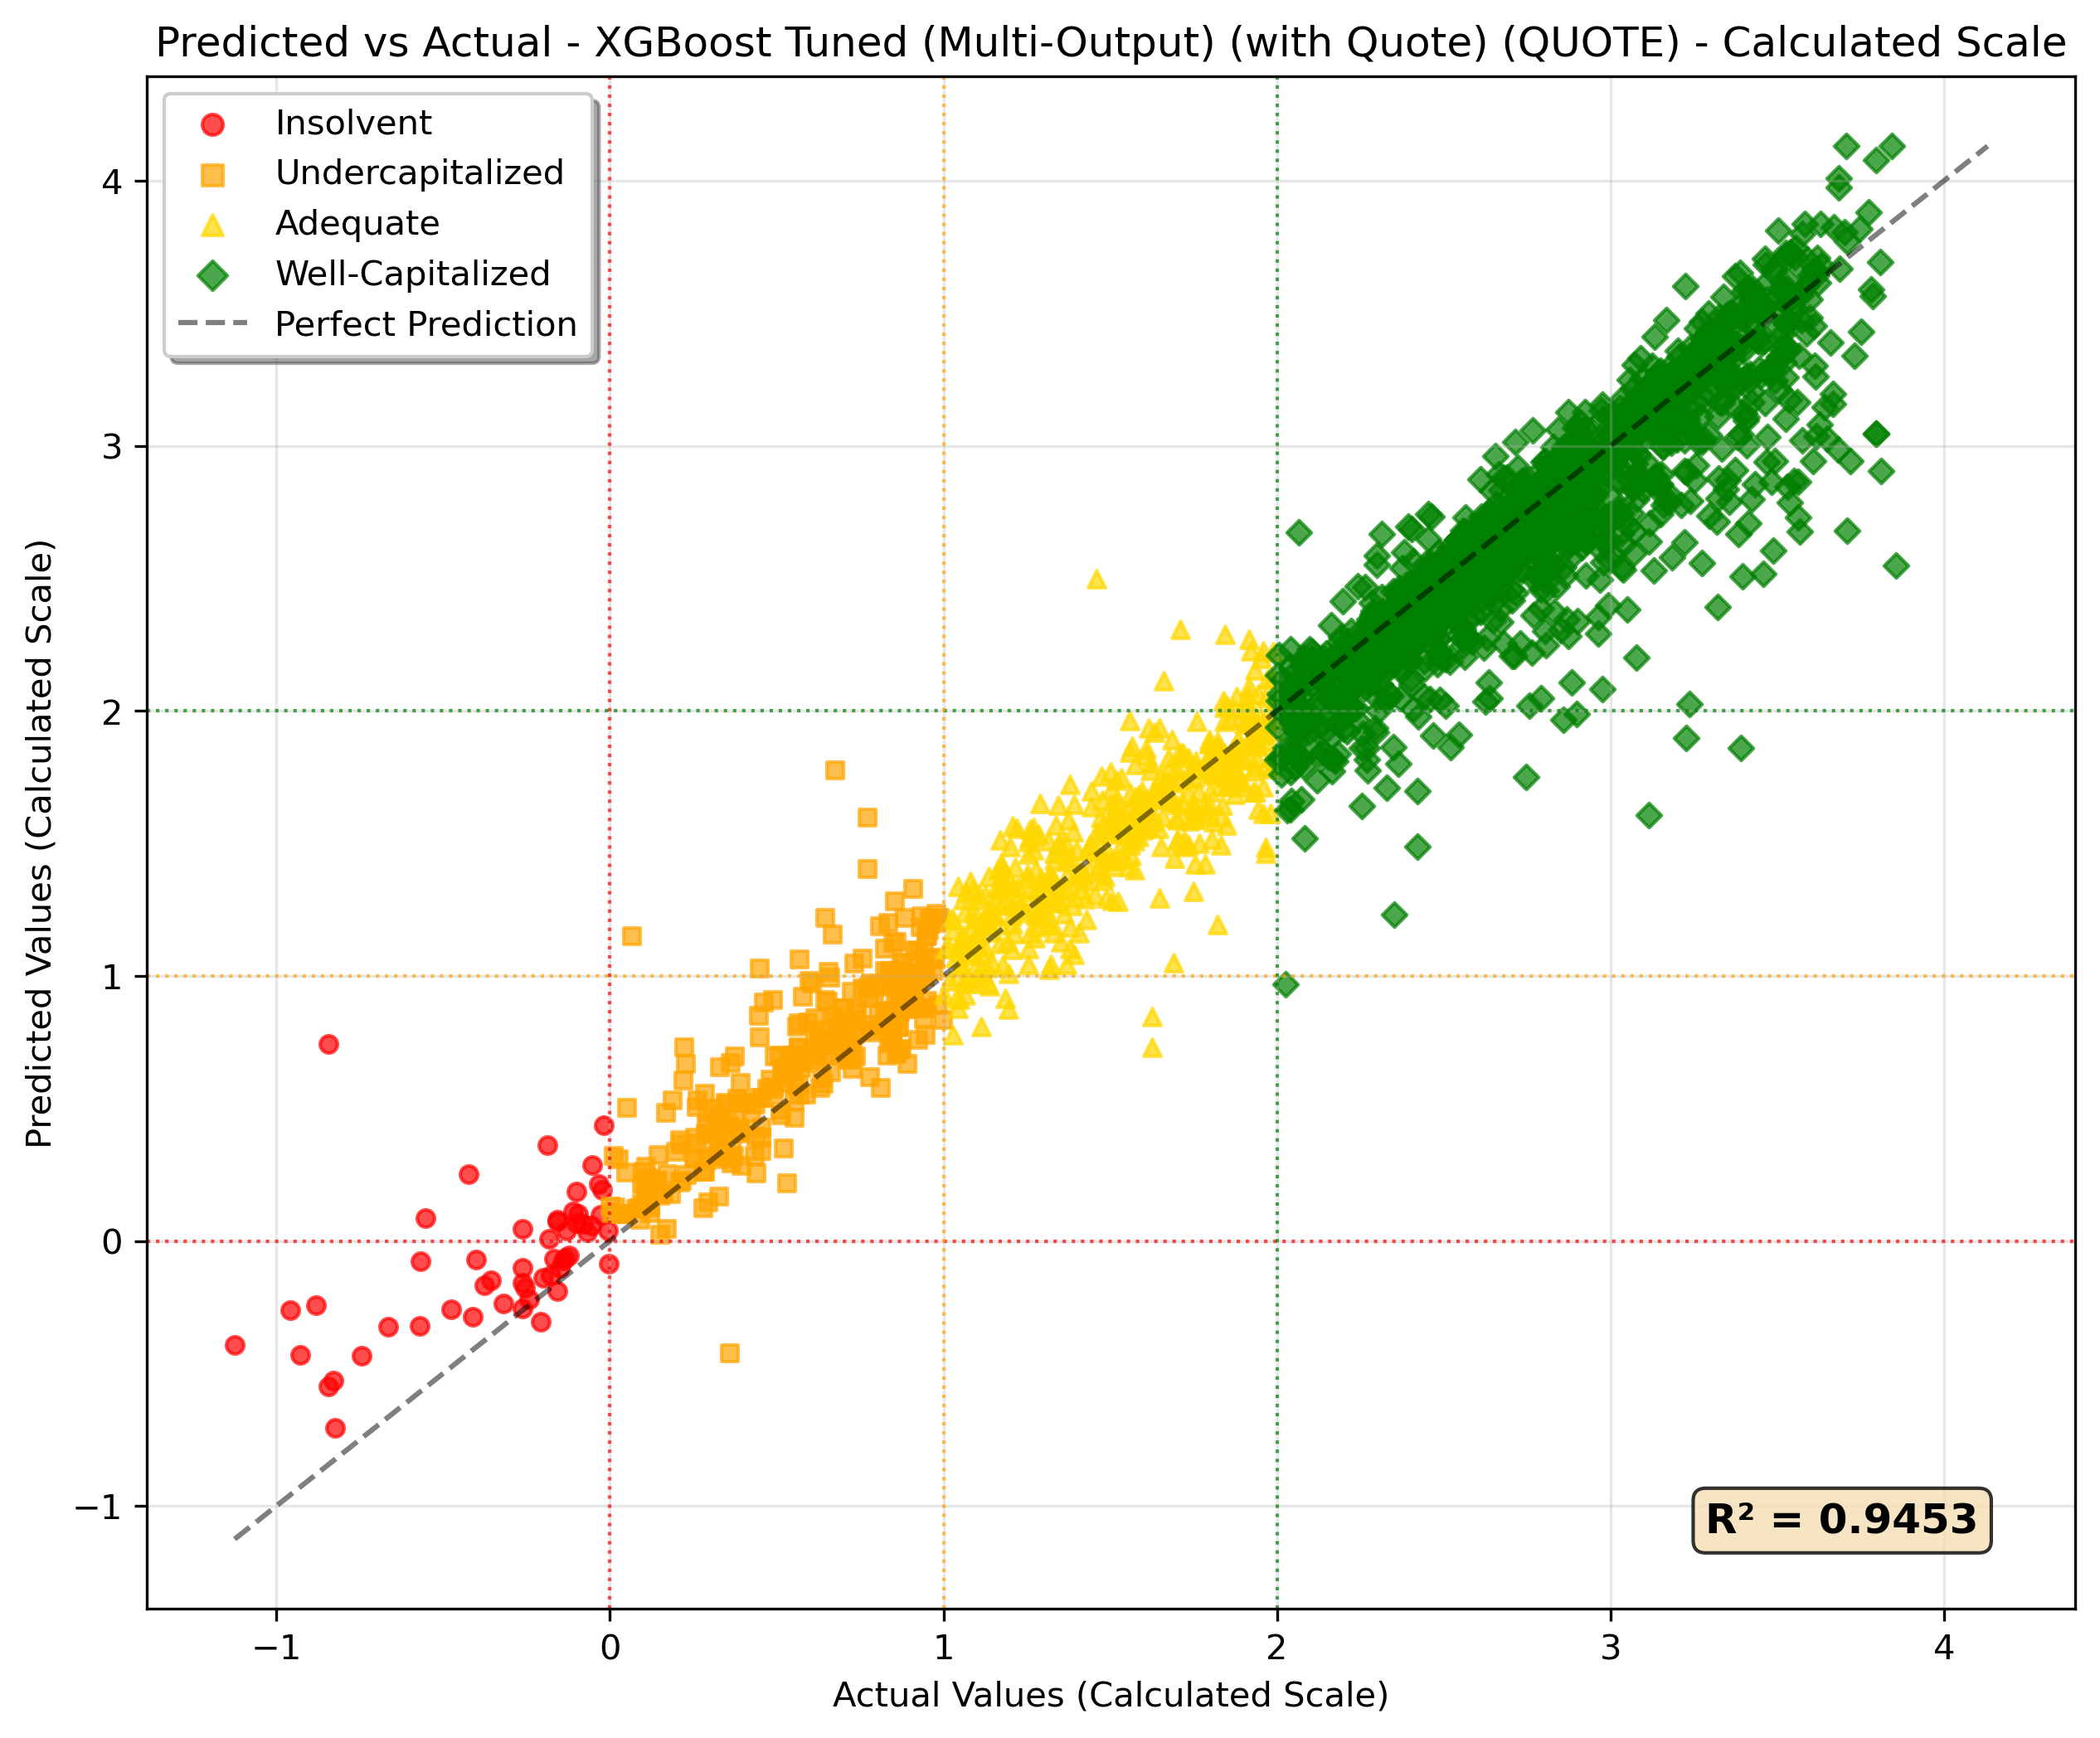 Predicted vs Actual - XGBoost Tuned (Multi-Output) (with Quote) (QUOTE) - Calculated Scale
Insolvent
Undercapitalized
Adequate
Well-Capitalized
Perfect Prediction
Predicted Values (Calculated Scale)
4
3
2
1
0
−1
R² = 0.9453
−1
0
1
2
3
4
Actual Values (Calculated Scale)